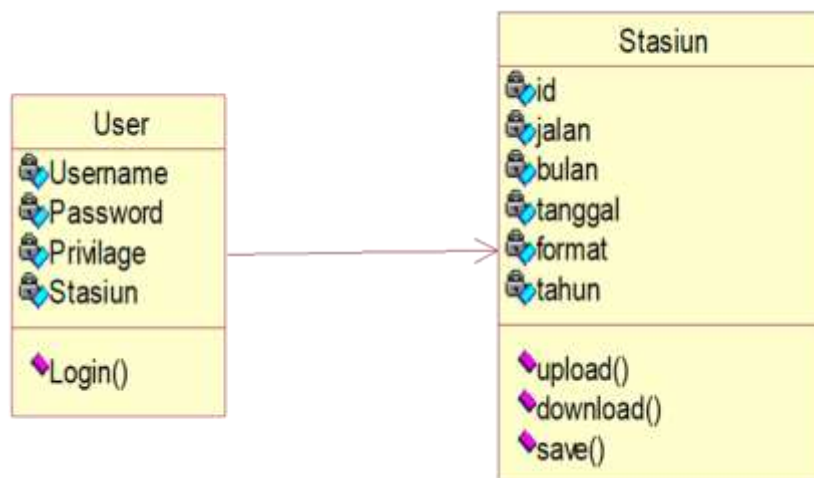 User
Username
Password
Privilage
Stasiun
Login()
Stasiun
id
jalan
bulan
tanggal
format
tahun
upload()
download()
save()